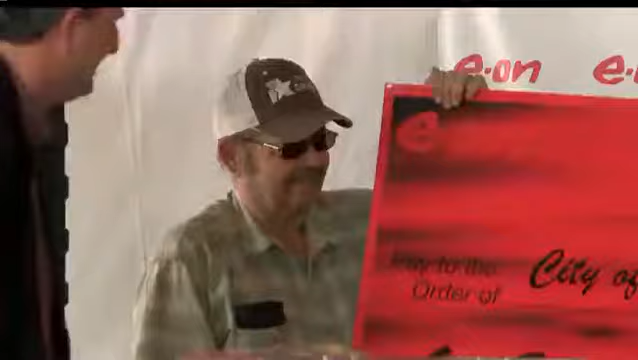 e·on e·
e
Pay to the City of
Order of